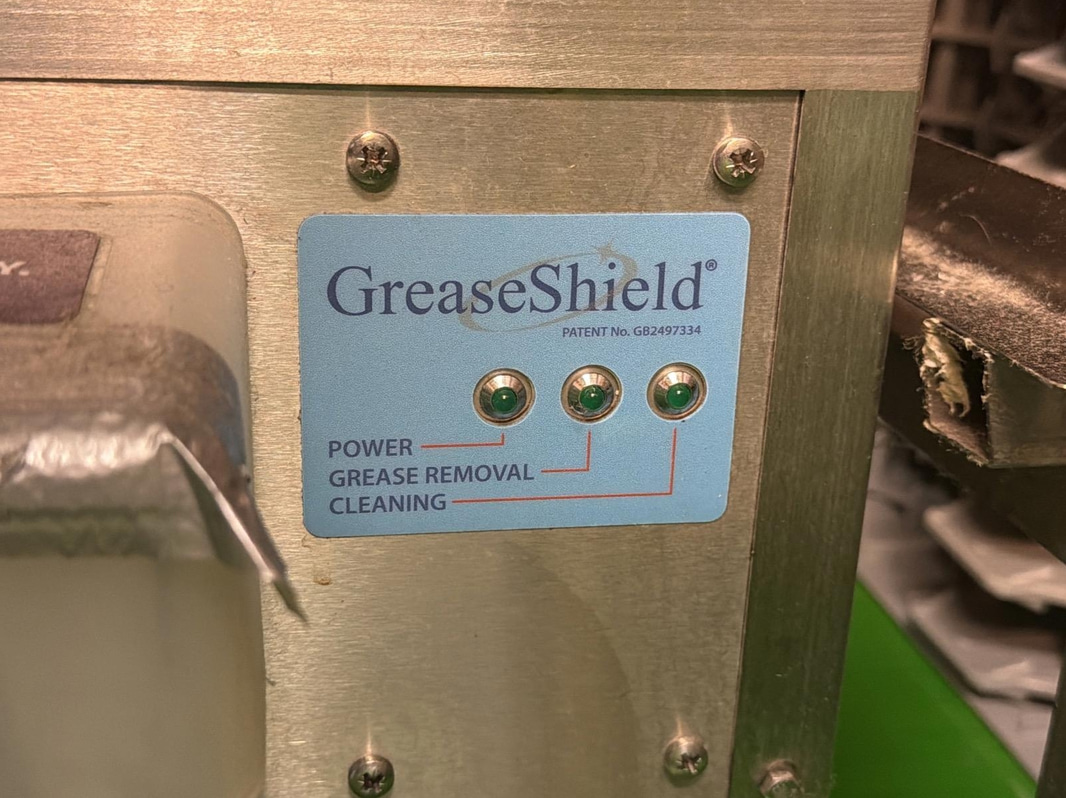 GreaseShield®
PATENT No. GB2497334
POWER
GREASE REMOVAL
CLEANING